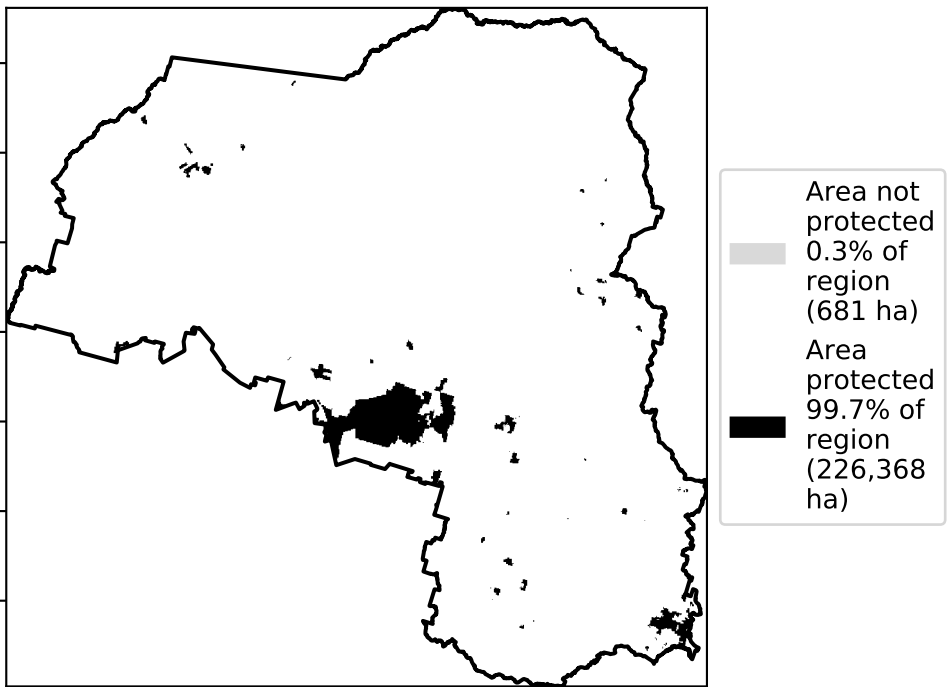 Area not
protected
0.3% of
region
(681 ha)
Area
protected
99.7% of
region
(226,368
ha)